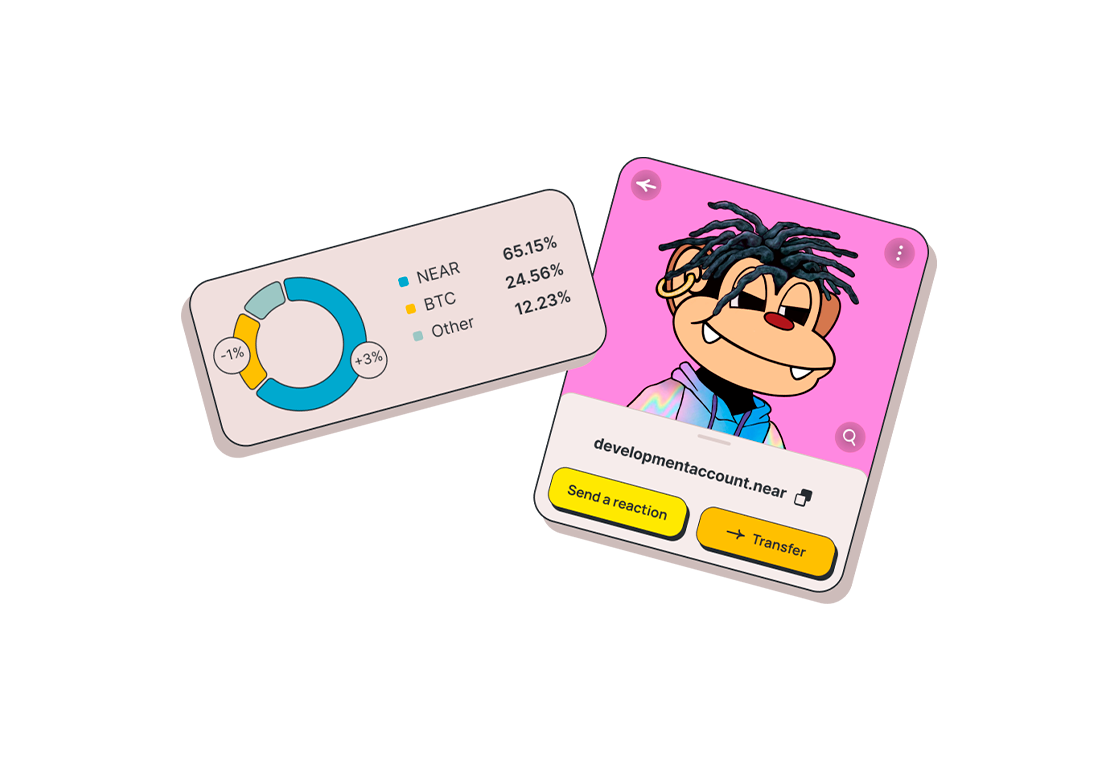 NEAR 65.15%
BTC 24.56%
Other 12.23%
-1%
+3%
developmentaccount.near
Send a reaction
Transfer